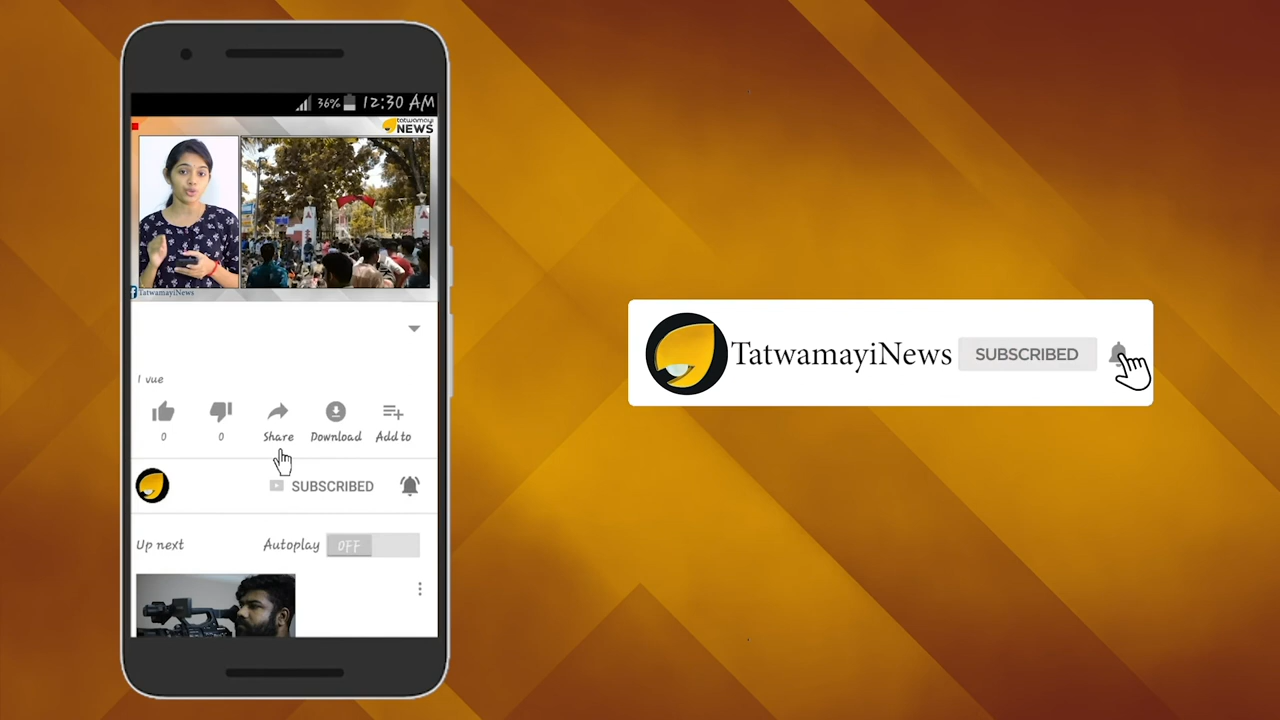 36% 12:30 AM
tatwamayi
NEWS
TatwamayiNews
1 vue
0 0 Share Download Add to
SUBSCRIBED
Up next Autoplay OFF
TatwamayiNews SUBSCRIBED